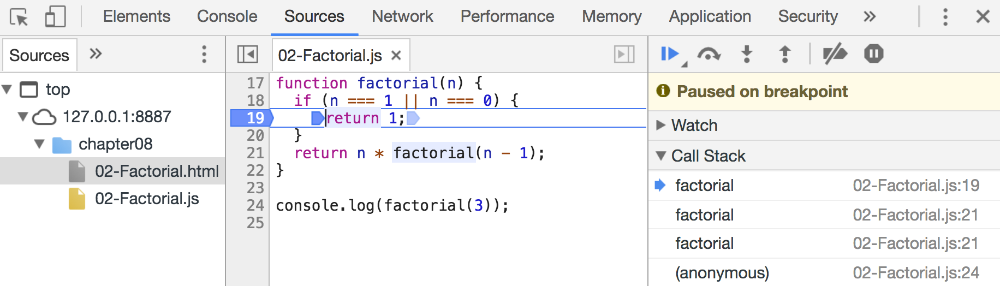 Elements Console Sources Network Performance Memory Application Security »
Sources »
02-Factorial.js ×
top
127.0.0.1:8887
chapter08
02-Factorial.html
02-Factorial.js
17 function factorial(n) {
18   if (n === 1 || n === 0) {
19     return 1;
20   }
21   return n * factorial(n - 1);
22 }
23
24 console.log(factorial(3));
25
Paused on breakpoint
Watch
Call Stack
factorial 02-Factorial.js:19
factorial 02-Factorial.js:21
factorial 02-Factorial.js:21
(anonymous) 02-Factorial.js:24